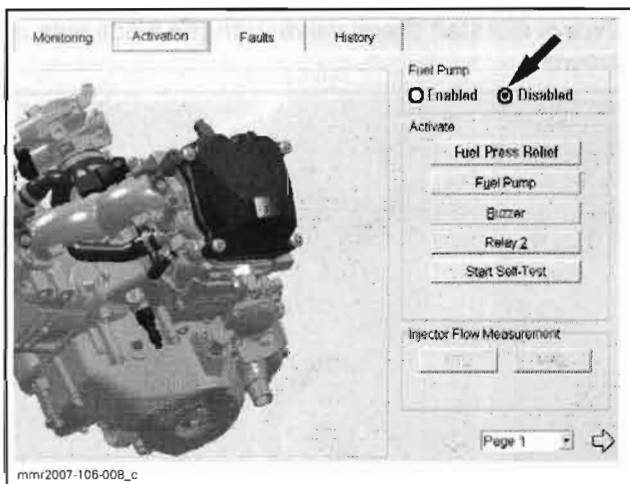 Monitoring
Activation
Faults
History
Fuel Pump
Enabled
Disabled
Activate
Fuel Press Relief
Fuel Pump
Buzzer
Relay 2
Start Self-Test
Injector Flow Measurement
Page 1
mmr2007-106-008_c